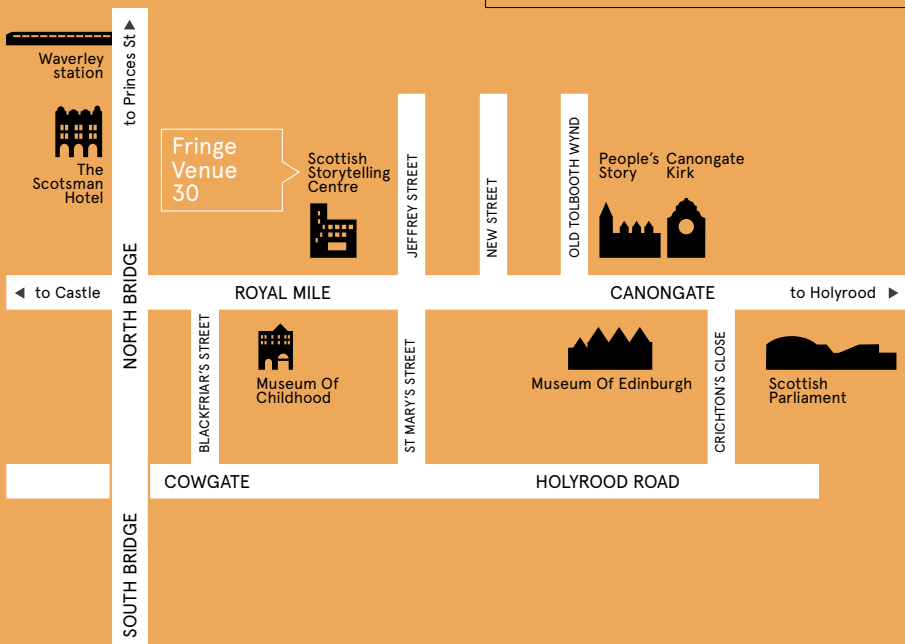 to Princes St
Waverley
station
The
Scotsman
Hotel
Fringe
Venue
30
Scottish
Storytelling
Centre
JEFFREY STREET
NEW STREET
OLD TOLBOOTH WYND
People's
Story
Canongate
Kirk
NORTH BRIDGE
to Castle
ROYAL MILE
CANONGATE
to Holyrood
BLACKFRIAR'S STREET
Museum Of
Childhood
ST MARY'S STREET
Museum Of Edinburgh
CRICHTON'S CLOSE
Scottish
Parliament
COWGATE
HOLYROOD ROAD
SOUTH BRIDGE